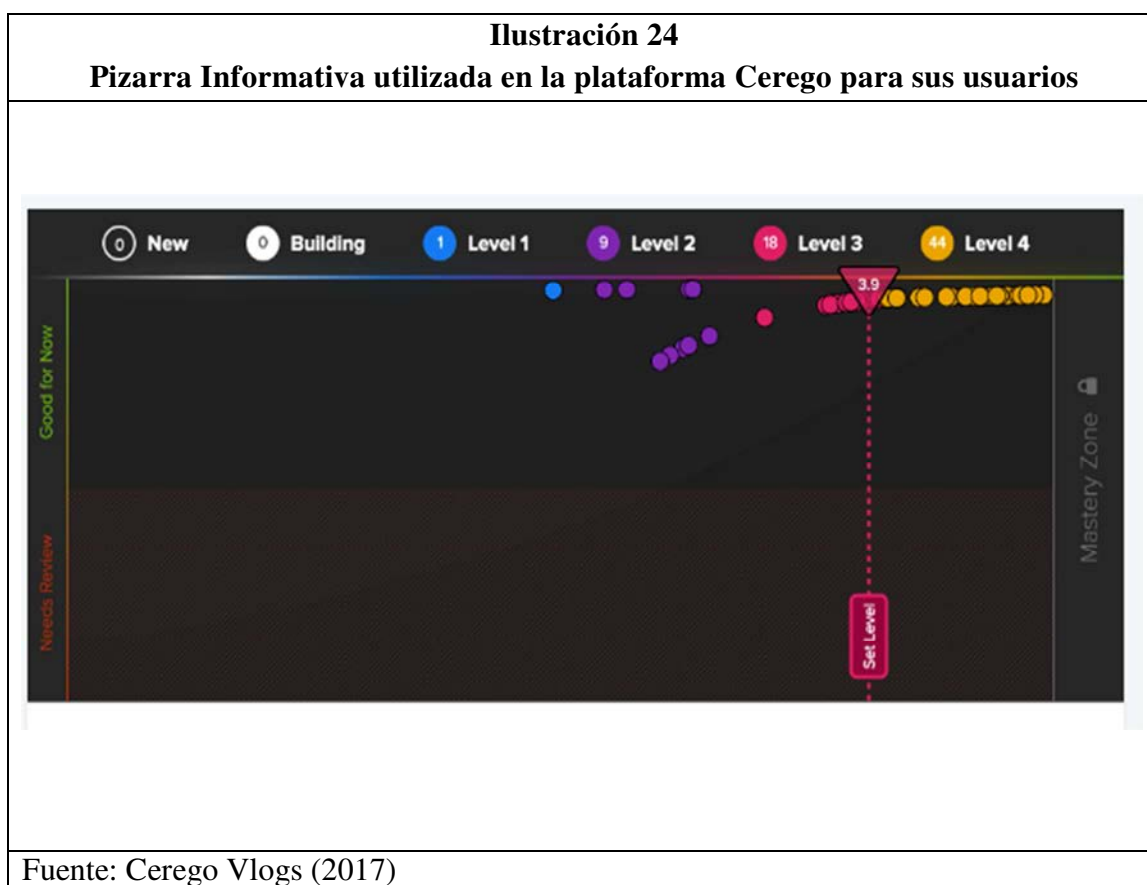 Ilustración 24
Pizarra Informativa utilizada en la plataforma Cerego para sus usuarios
0 New
0 Building
1 Level 1
9 Level 2
18 Level 3
44 Level 4
3.9
Good for Now
Needs Review
Set Level
Mastery Zone
Fuente: Cerego Vlogs (2017)